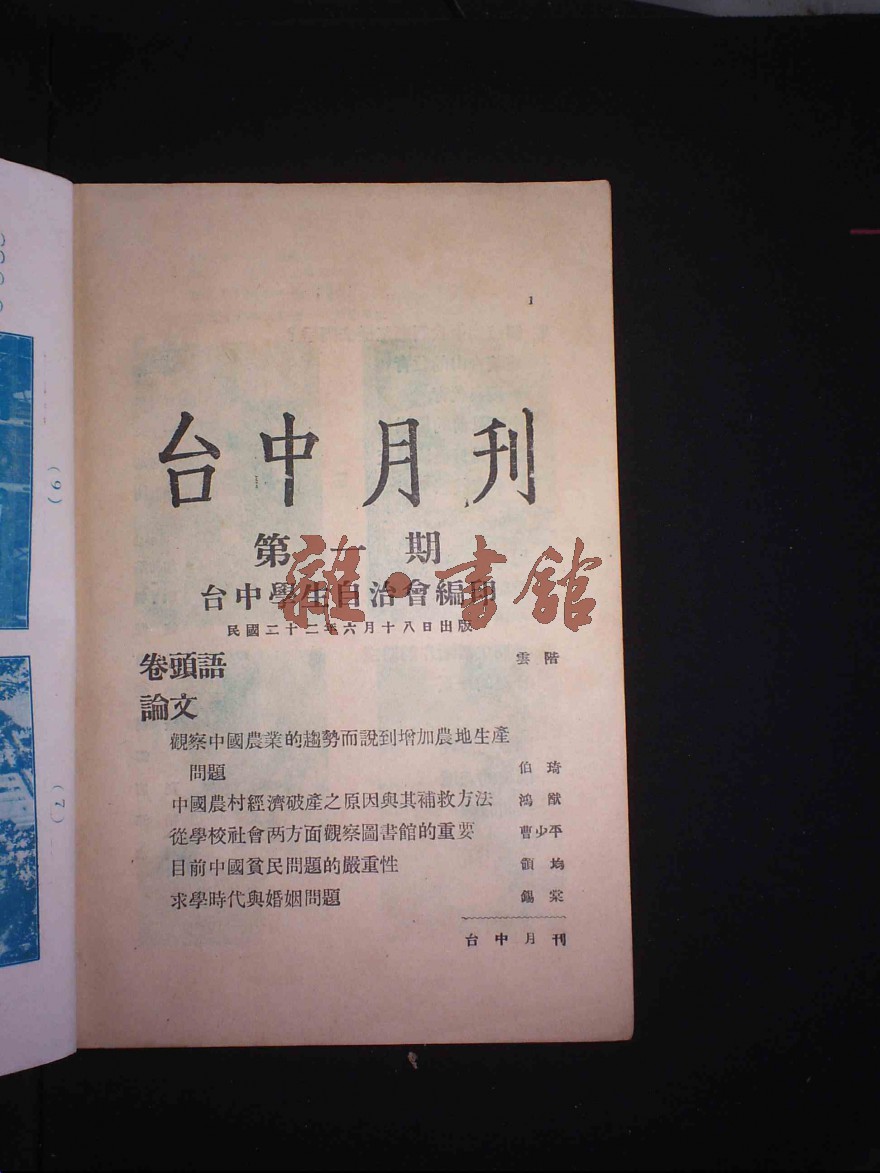 1
台中月刊
第一期
台中學生自治會編印
民國二十二年六月十八日出版
卷頭語 雲階
論文
觀察中國農業的趨勢而說到增加農地生產
問題 伯琦
中國農村經濟破產之原因與其補救方法 鴻猷
從學校社會两方面觀察圖書館的重要 曹少平
目前中國貧民問題的嚴重性
求學時代與婚姻問題 錫棠
台中月刊
雜·書館
(6)
(7)